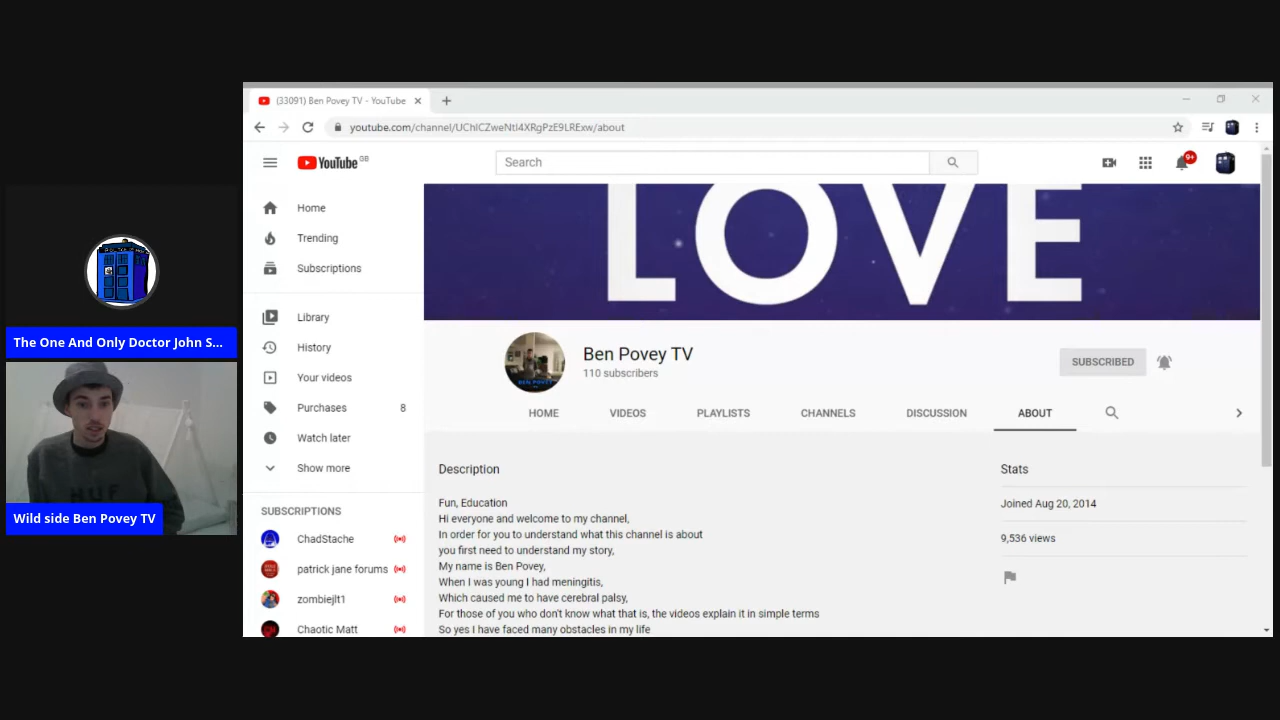 The One And Only Doctor John S...
HUF
Wild side Ben Povey TV
(33091) Ben Povey TV - YouTube
youtube.com/channel/UChlCZweNtl4XRgPzE9LRExw/about
YouTube GB
Search
9+
Home
Trending
Subscriptions
Library
History
Your videos
Purchases 8
Watch later
Show more
SUBSCRIPTIONS
ChadStache
patrick jane forums
zombiejlt1
Chaotic Matt
LOVE
BEN POVEY
Ben Povey TV
110 subscribers
SUBSCRIBED
HOME VIDEOS PLAYLISTS CHANNELS DISCUSSION ABOUT
Description
Fun, Education
Hi everyone and welcome to my channel,
In order for you to understand what this channel is about
you first need to understand my story,
My name is Ben Povey,
When I was young I had meningitis,
Which caused me to have cerebral palsy,
For those of you who don't know what that is, the videos explain it in simple terms
So yes I have faced many obstacles in my life
Stats
Joined Aug 20, 2014
9,536 views